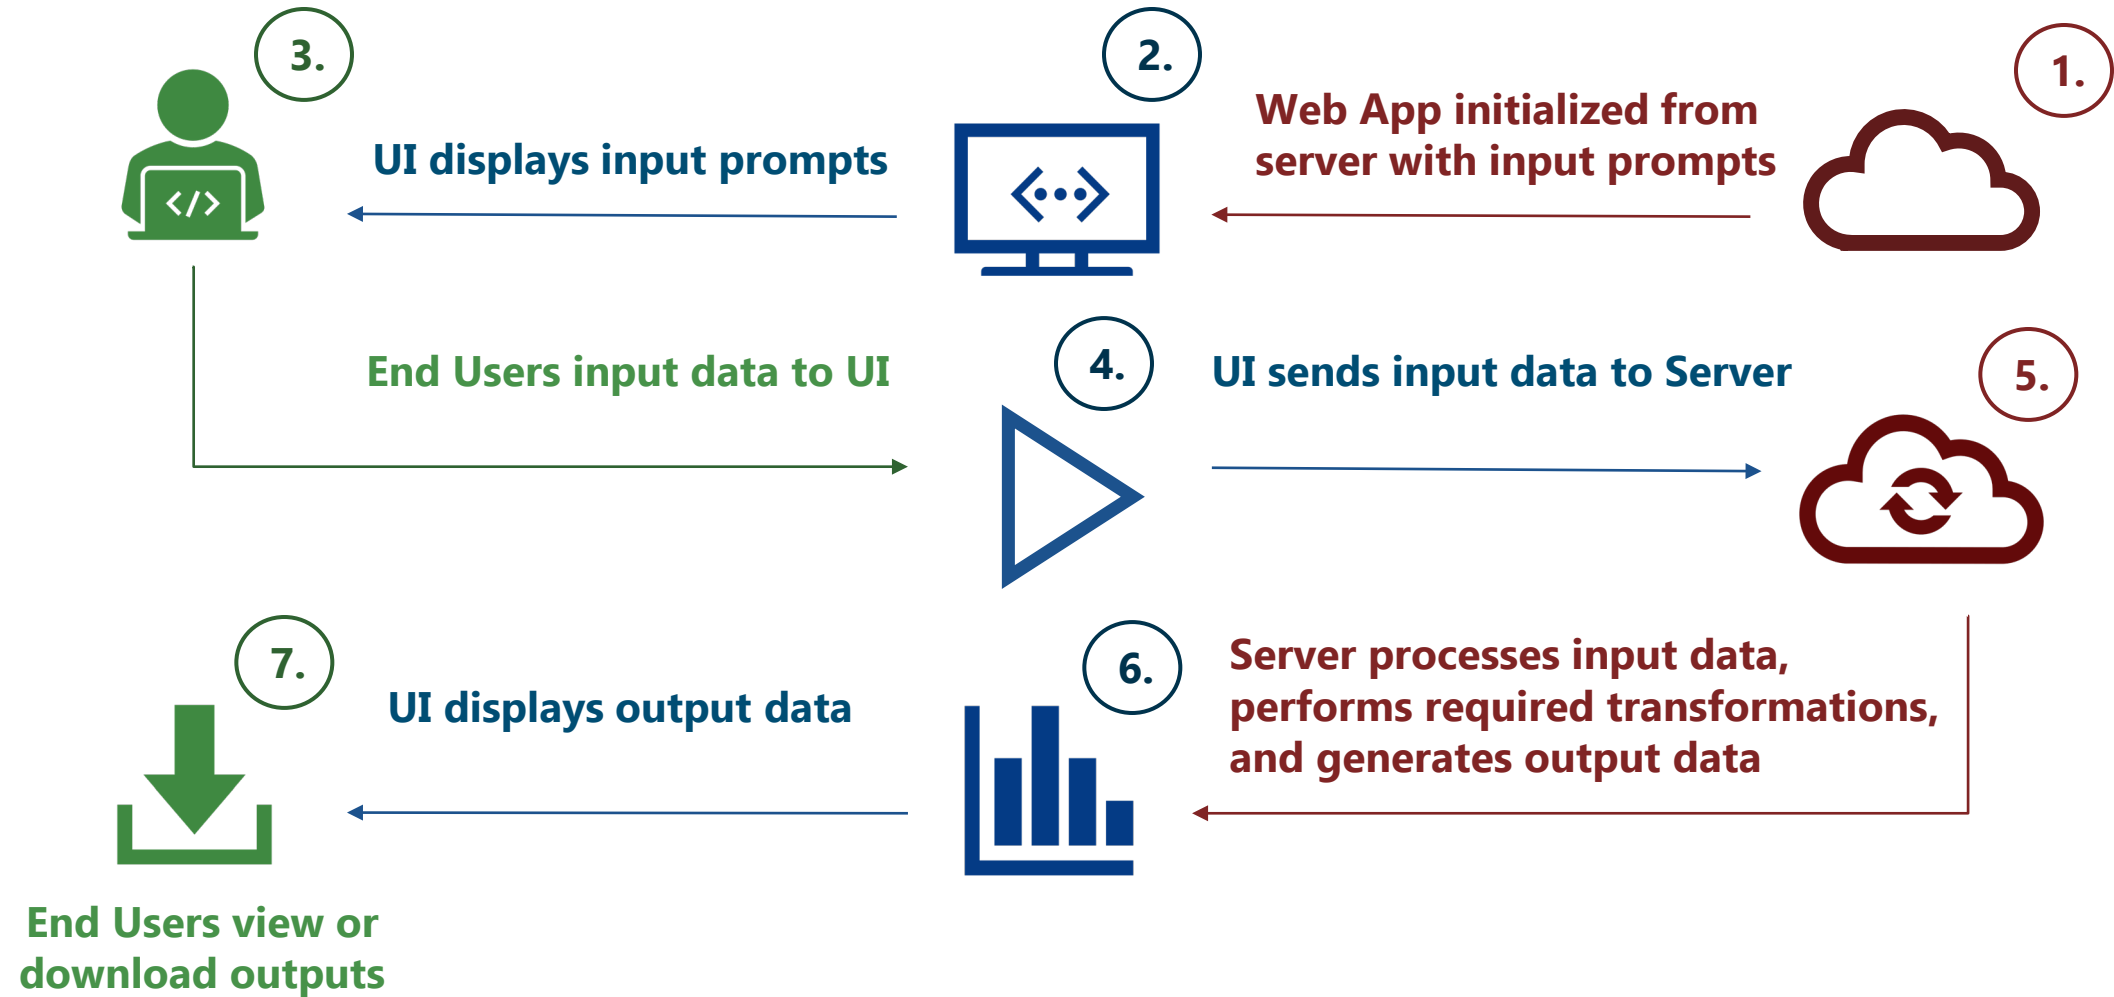 3.
2.
1.
UI displays input prompts
Web App initialized from
server with input prompts
</>
End Users input data to UI
4.
UI sends input data to Server
5.
7.
UI displays output data
6.
Server processes input data,
performs required transformations,
and generates output data
End Users view or
download outputs